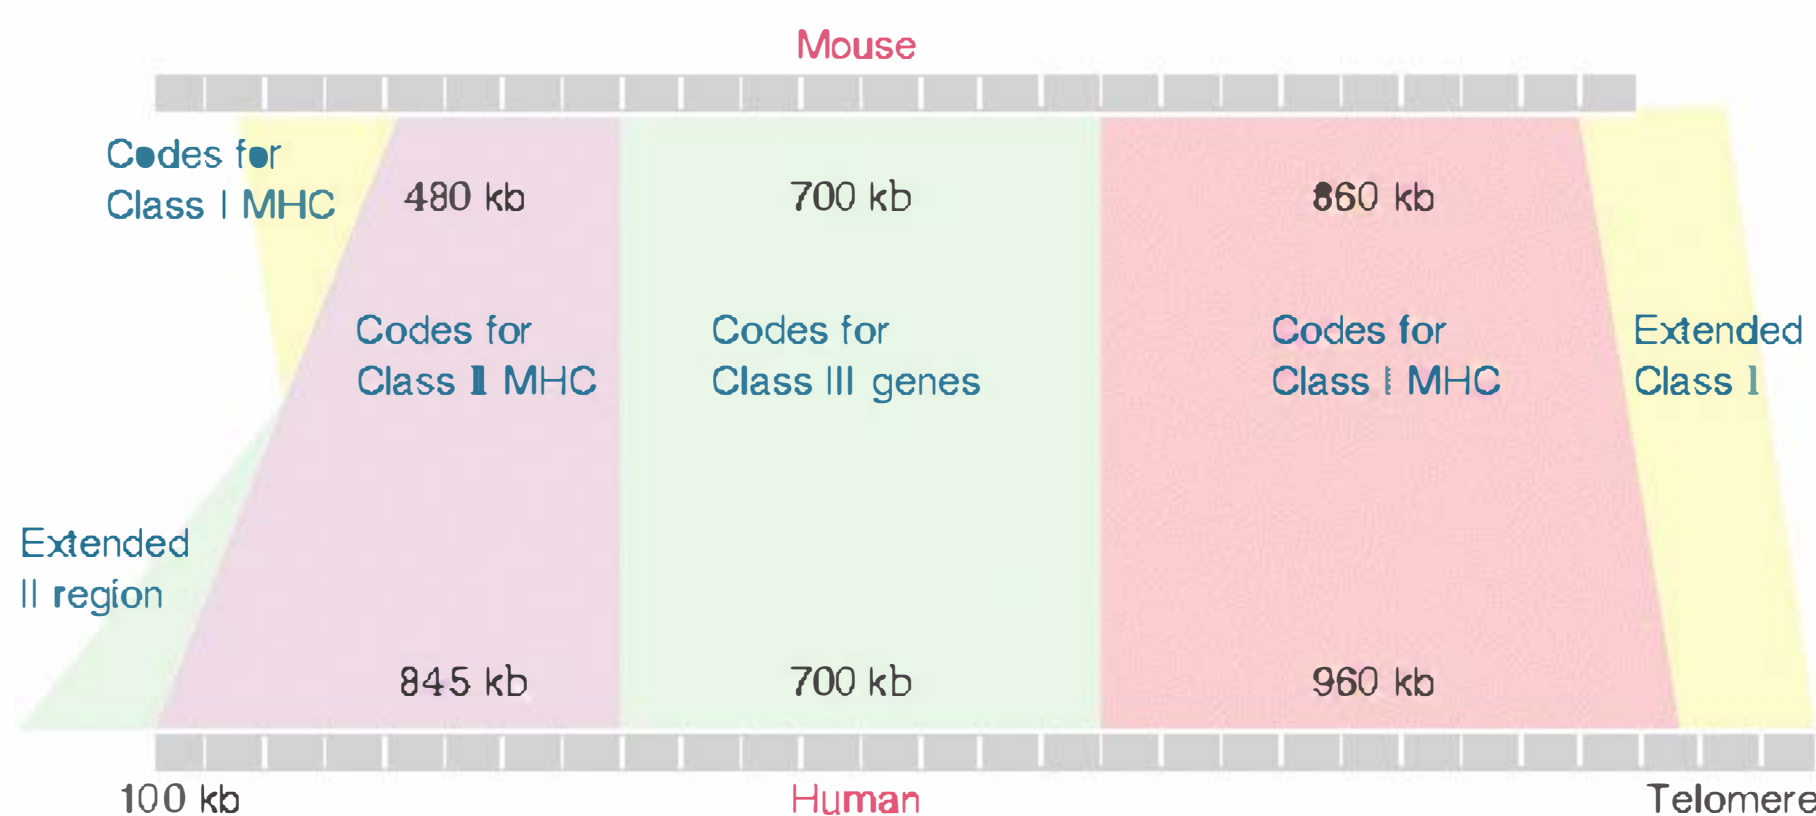 Mouse
Codes for
Class I MHC
480 kb
700 kb
860 kb
Codes for
Class II MHC
Codes for
Class III genes
Codes for
Class I MHC
Extended
Class I
Extended
II region
845 kb
700 kb
960 kb
100 kb
Human
Telomere